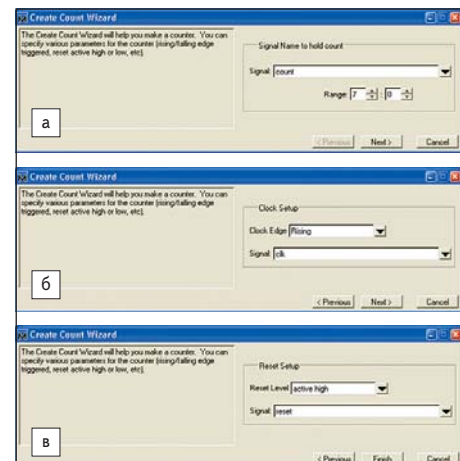 Create Count Wizard
The Create Count Wizard will help you make a counter. You can
specify various parameters for the counter (rising/falling edge
triggered, reset active high or low, etc).
Signal Name to hold count
Signal: count
Range: 7 : 0
а
< Previous Next > Cancel
Create Count Wizard
The Create Count Wizard will help you make a counter. You can
specify various parameters for the counter (rising/falling edge
triggered, reset active high or low, etc).
Clock Setup
Clock Edge Rising
Signal: clk
б
< Previous Next > Cancel
Create Count Wizard
The Create Count Wizard will help you make a counter. You can
specify various parameters for the counter (rising/falling edge
triggered, reset active high or low, etc).
Reset Setup
Reset Level active high
Signal: reset
в
< Previous Finish Cancel